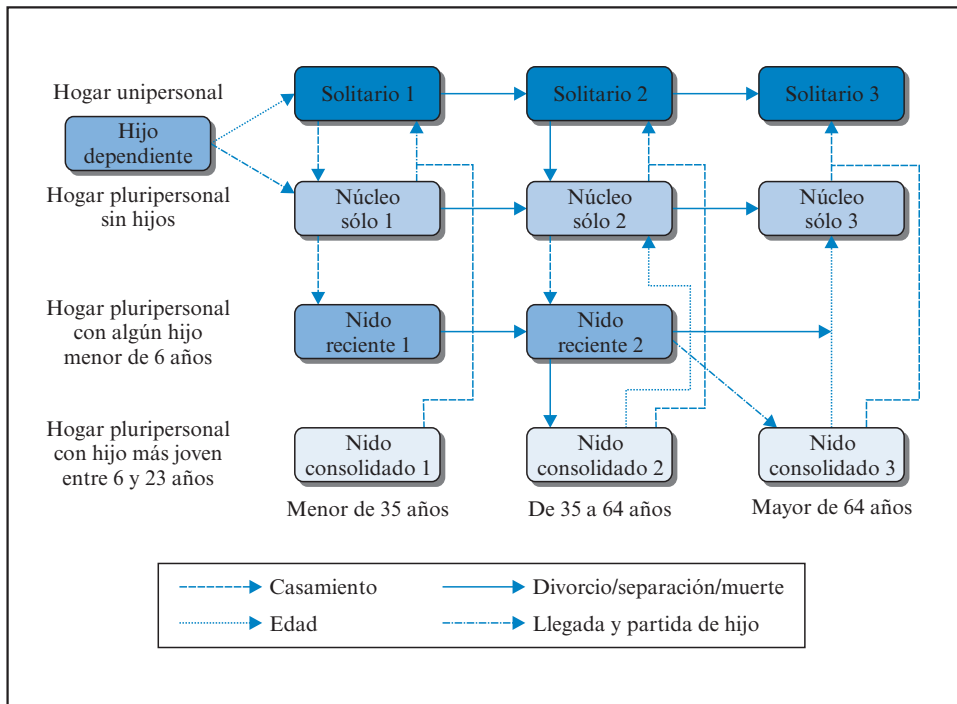 Hogar unipersonal
Solitario 1
Solitario 2
Solitario 3
Hijo
dependiente
Hogar pluripersonal
sin hijos
Núcleo
sólo 1
Núcleo
sólo 2
Núcleo
sólo 3
Hogar pluripersonal
con algún hijo
menor de 6 años
Nido
reciente 1
Nido
reciente 2
Hogar pluripersonal
con hijo más joven
entre 6 y 23 años
Nido
consolidado 1
Nido
consolidado 2
Nido
consolidado 3
Menor de 35 años
De 35 a 64 años
Mayor de 64 años
Casamiento
Divorcio/separación/muerte
Edad
Llegada y partida de hijo